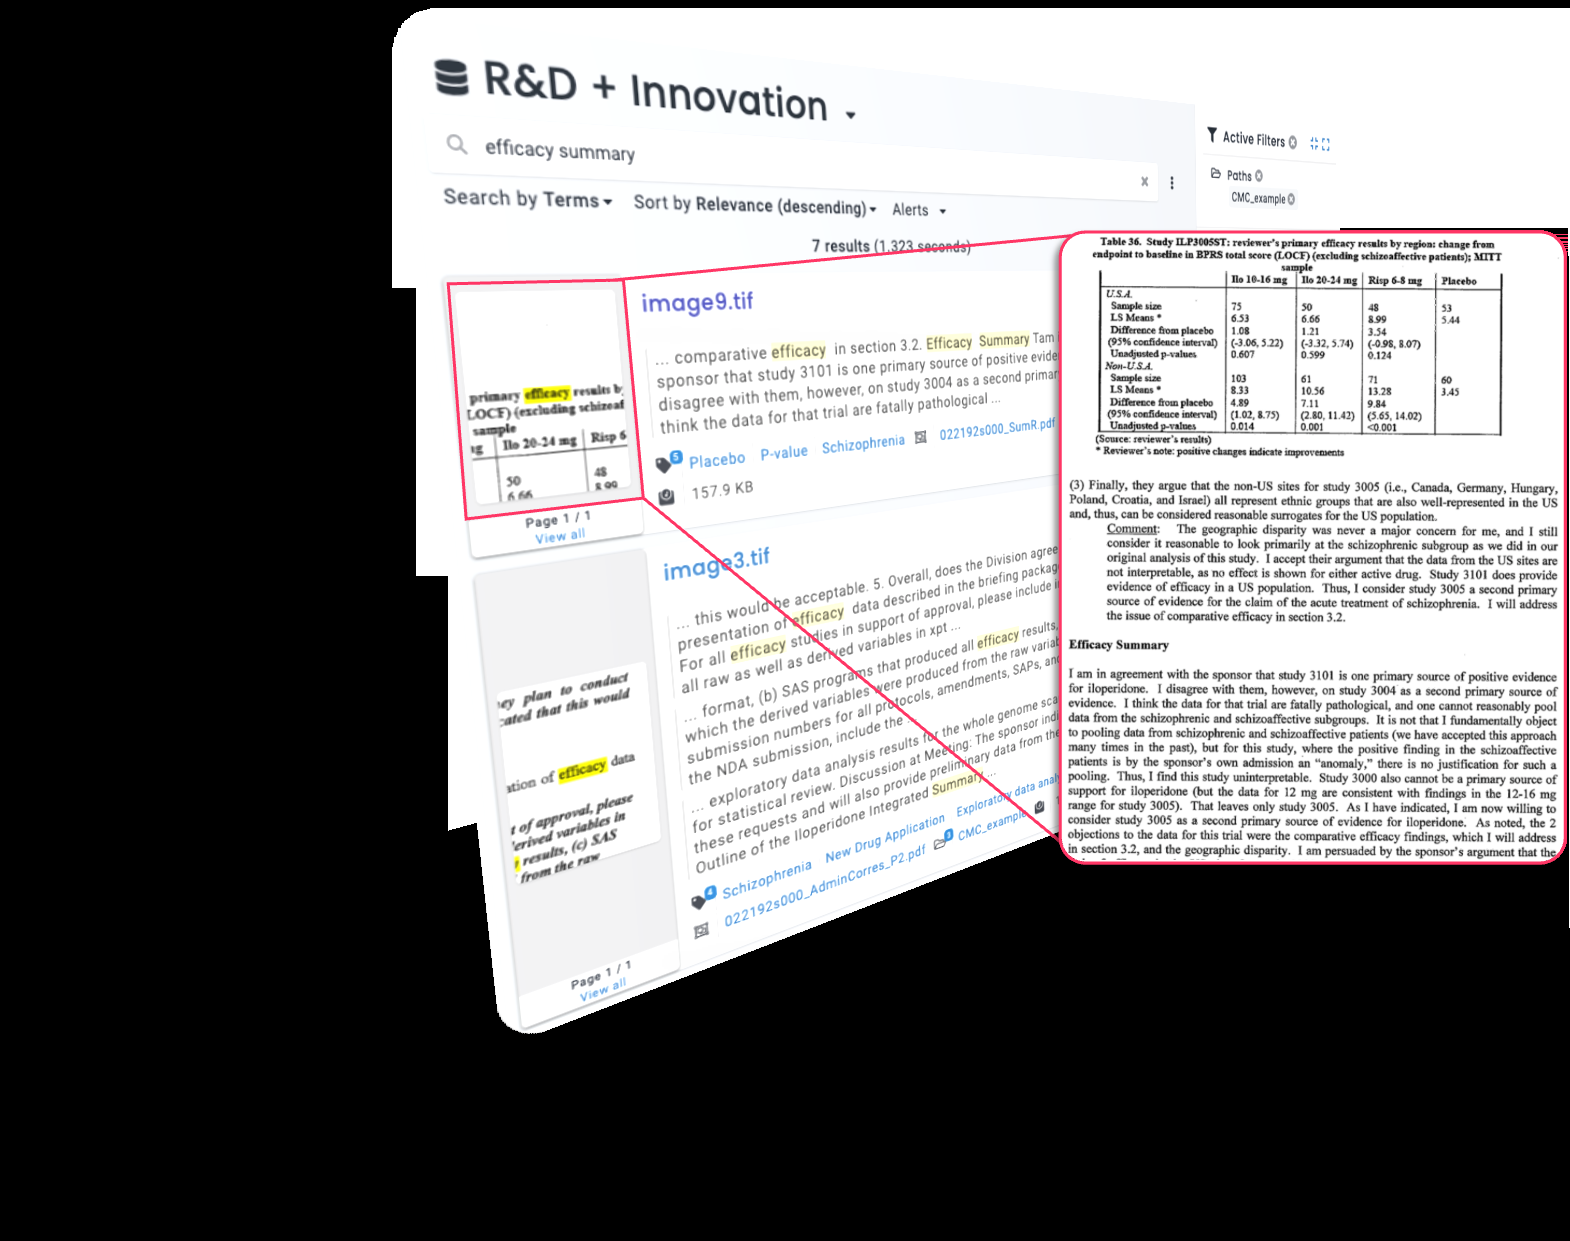 R&D + Innovation
efficacy summary
x
Search by Terms
Sort by Relevance (descending)
Alerts
7 results (1.323 seconds)
Active Filters
Paths
CMC_example
primary efficacy results by
LOCF) (excluding schizoaf
sample
Ilo 20-24 mg
Risp 6
50
48
6.66
8.99
Page 1 / 1
View all
image9.tif
... comparative efficacy in section 3.2. Efficacy Summary I am
sponsor that study 3101 is one primary source of positive evide
disagree with them, however, on study 3004 as a second primar
think the data for that trial are fatally pathological ...
5
Placebo
P-value
Schizophrenia
022192s000_SumR.pdf
157.9 KB
ey plan to conduct
cated that this would
ation of efficacy data
t of approval, please
erived variables in
results, (c) SAS
from the raw
Page 1 / 1
View all
image3.tif
... this would be acceptable. 5. Overall, does the Division agree
presentation of efficacy data described in the briefing packag
For all efficacy studies in support of approval, please include
all raw as well as derived variables in xpt ...
... format, (b) SAS programs that produced all efficacy results,
which the derived variables were produced from the raw variab
submission numbers for all protocols, amendments, SAPs, and
the NDA submission, include the ...
... exploratory data analysis results for the whole genome sca
for statistical review. Discussion at Meeting: The sponsor indi
these requests and will also provide preliminary data from the
Outline of the Iloperidone Integrated Summary ...
4
Schizophrenia
New Drug Application
Exploratory data anal
022192s000_AdminCorres_P2.pdf
3
CMC_example
Table 36. Study ILP3005ST: reviewer's primary efficacy results by region: change from
endpoint to baseline in BPRS total score (LOCF) (excluding schizoaffective patients); MITT
sample
Ilo 10-16 mg Ilo 20-24 mg Risp 6-8 mg Placebo
U.S.A.
Sample size 75 50 48 53
LS Means * 6.53 6.66 8.99 5.44
Difference from placebo 1.08 1.21 3.54
(95% confidence interval) (-3.06, 5.22) (-3.32, 5.74) (-0.98, 8.07)
Unadjusted p-values 0.607 0.599 0.124
Non-U.S.A.
Sample size 103 61 71 60
LS Means * 8.33 10.56 13.28 3.45
Difference from placebo 4.89 7.11 9.84
(95% confidence interval) (1.02, 8.75) (2.80, 11.42) (5.65, 14.02)
Unadjusted p-values 0.014 0.001 <0.001
(Source: reviewer's results)
* Reviewer's note: positive changes indicate improvements
(3) Finally, they argue that the non-US sites for study 3005 (i.e., Canada, Germany, Hungary,
Poland, Croatia, and Israel) all represent ethnic groups that are also well-represented in the US
and, thus, can be considered reasonable surrogates for the US population.
Comment: The geographic disparity was never a major concern for me, and I still
consider it reasonable to look primarily at the schizophrenic subgroup as we did in our
original analysis of this study. I accept their argument that the data from the US sites are
not interpretable, as no effect is shown for either active drug. Study 3101 does provide
evidence of efficacy in a US population. Thus, I consider study 3005 a second primary
source of evidence for the claim of the acute treatment of schizophrenia. I will address
the issue of comparative efficacy in section 3.2.
Efficacy Summary
I am in agreement with the sponsor that study 3101 is one primary source of positive evidence
for iloperidone. I disagree with them, however, on study 3004 as a second primary source of
evidence. I think the data for that trial are fatally pathological, and one cannot reasonably pool
data from the schizophrenic and schizoaffective subgroups. It is not that I fundamentally object
to pooling data from schizophrenic and schizoaffective patients (we have accepted this approach
many times in the past), but for this study, where the positive finding in the schizoaffective
patients is by the sponsor's own admission an "anomaly," there is no justification for such a
pooling. Thus, I find this study uninterpretable. Study 3000 also cannot be a primary source of
support for iloperidone (but the data for 12 mg are consistent with findings in the 12-16 mg
range for study 3005). That leaves only study 3005. As I have indicated, I am now willing to
consider study 3005 as a second primary source of evidence for iloperidone. As noted, the 2
objections to the data for this trial were the comparative efficacy findings, which I will address
in section 3.2, and the geographic disparity. I am persuaded by the sponsor's argument that the